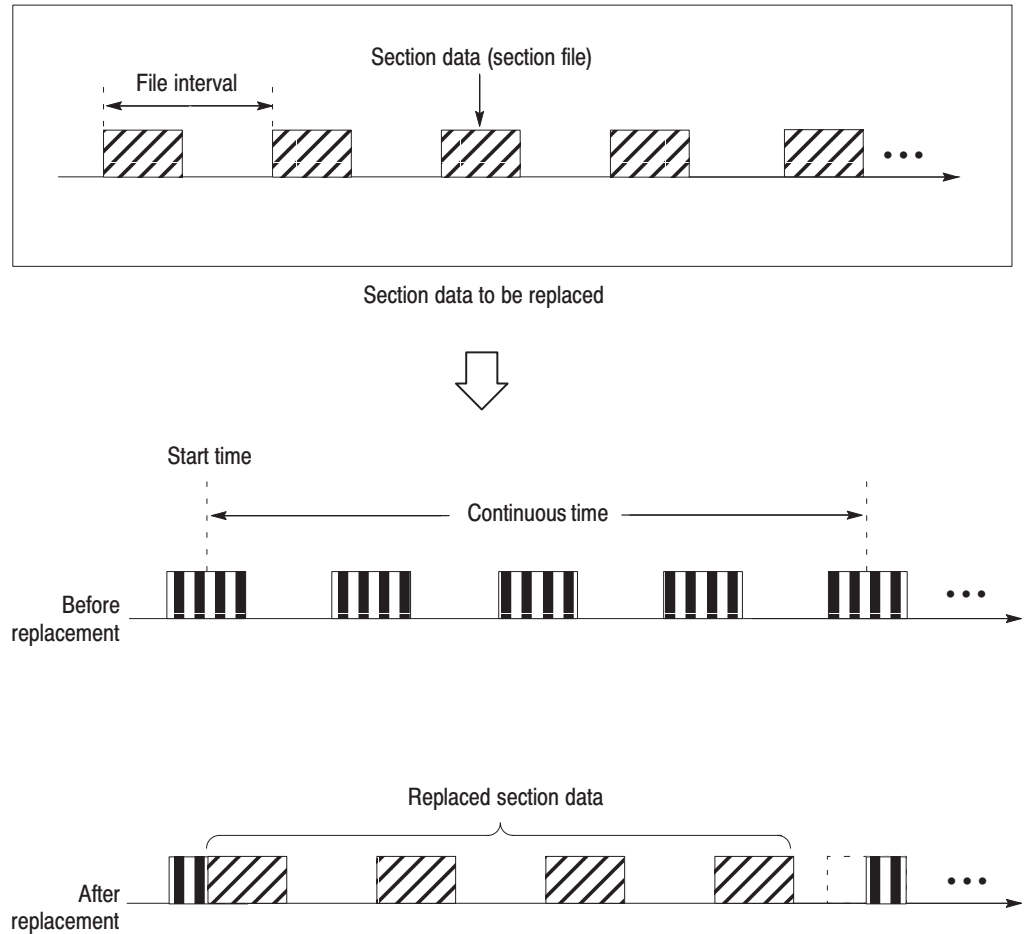 Section data (section file)
File interval
Section data to be replaced
Start time
Continuous time
Before
replacement
Replaced section data
After
replacement